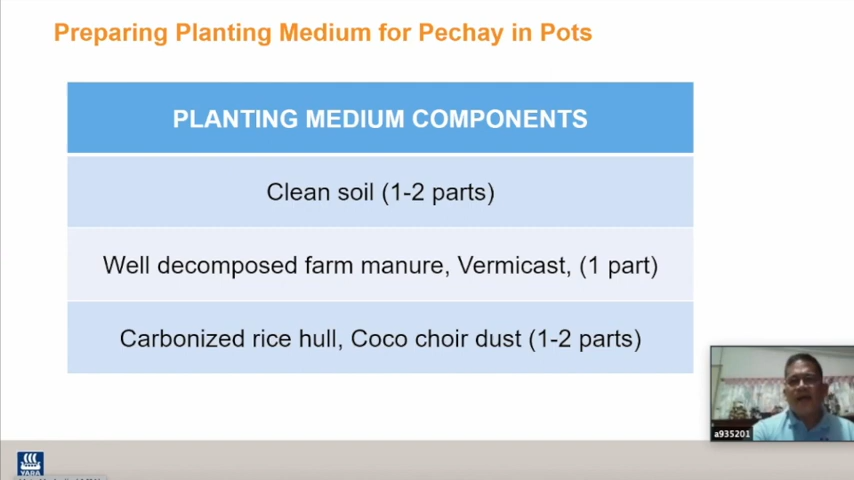 Preparing Planting Medium for Pechay in Pots
PLANTING MEDIUM COMPONENTS
Clean soil (1-2 parts)
Well decomposed farm manure, Vermicast, (1 part)
Carbonized rice hull, Coco choir dust (1-2 parts)
a935201
YARA